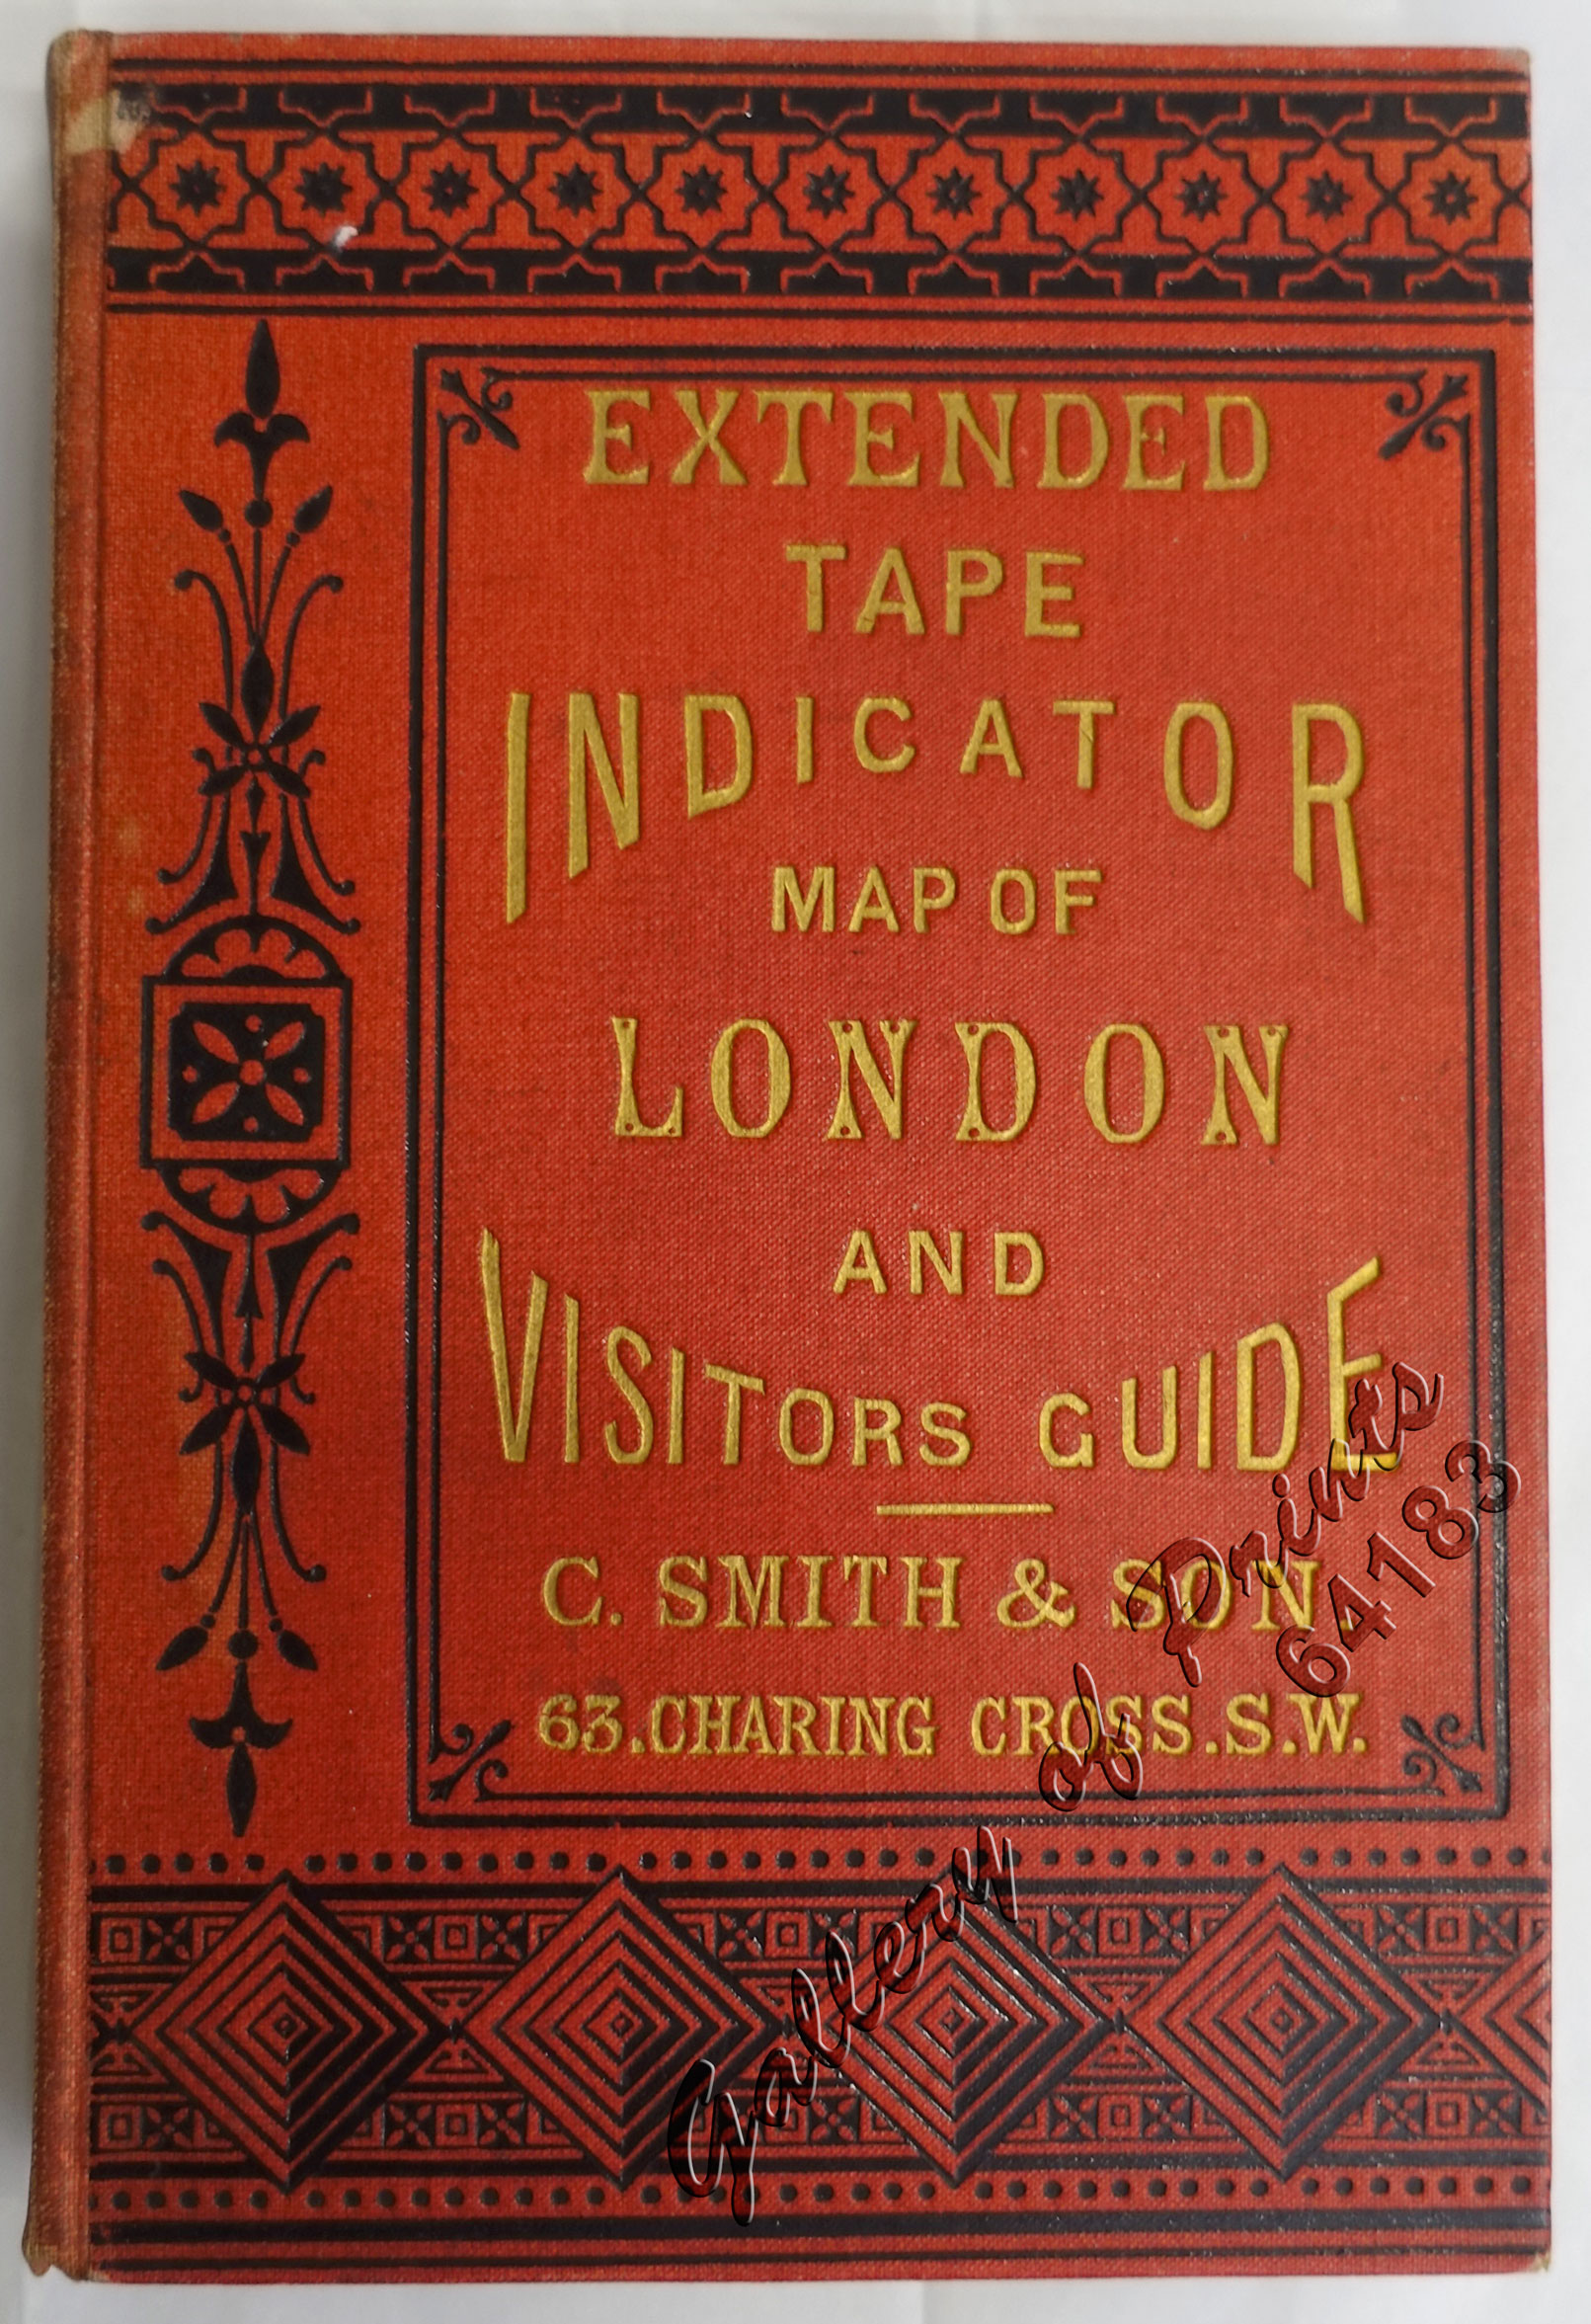 EXTENDED
TAPE
INDICATOR
MAP OF
LONDON
AND
VISITORS GUIDE
C. SMITH & SON.
63.CHARING CROSS.S.W.
Gallery of Prints
64183